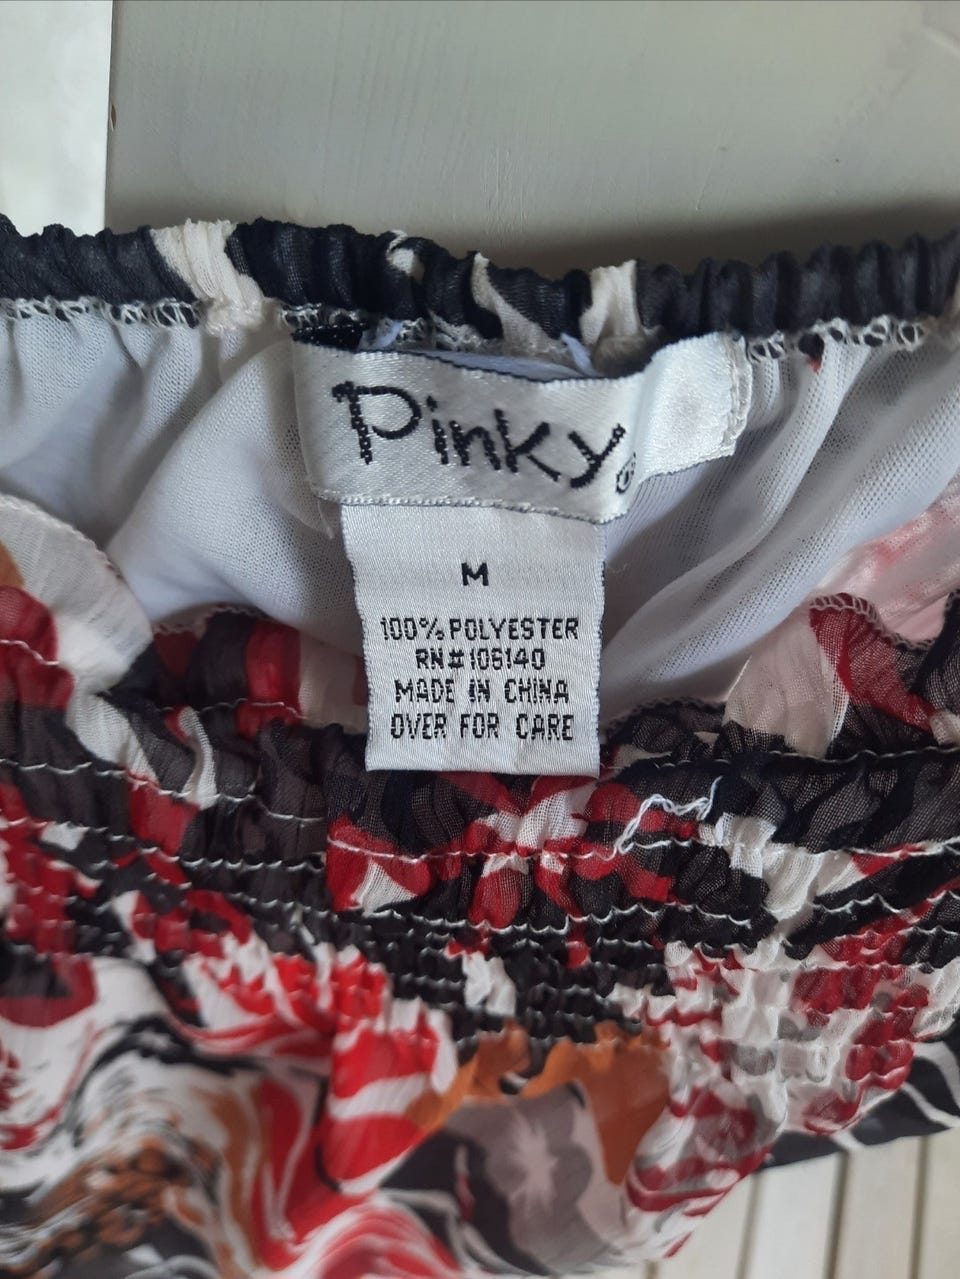 Pinky
M
100% POLYESTER
RN#106140
MADE IN CHINA
OVER FOR CARE